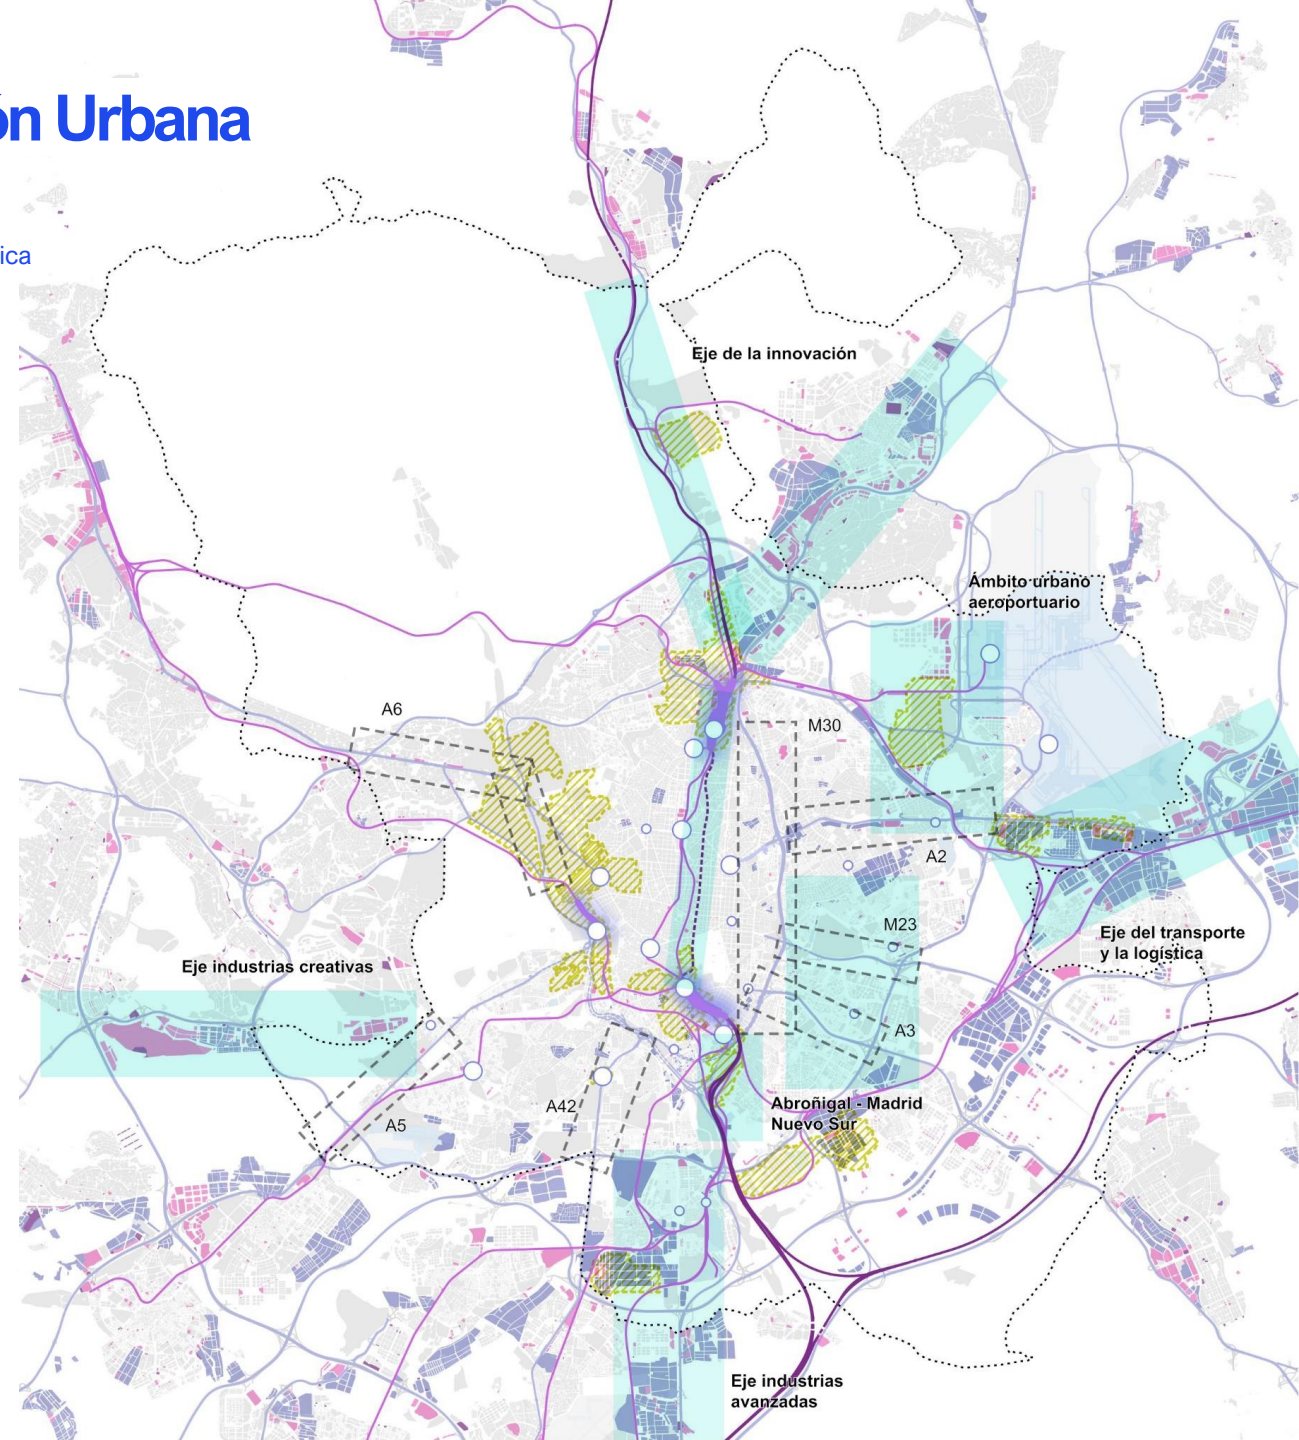 ón Urbana
ica
Eje de la innovación
Ámbito urbano
aeroportuario
A6
M30
A2
M23
Eje del transporte
y la logística
Eje industrias creativas
A3
Abroñigal - Madrid
Nuevo Sur
A42
A5
Eje industrias
avanzadas